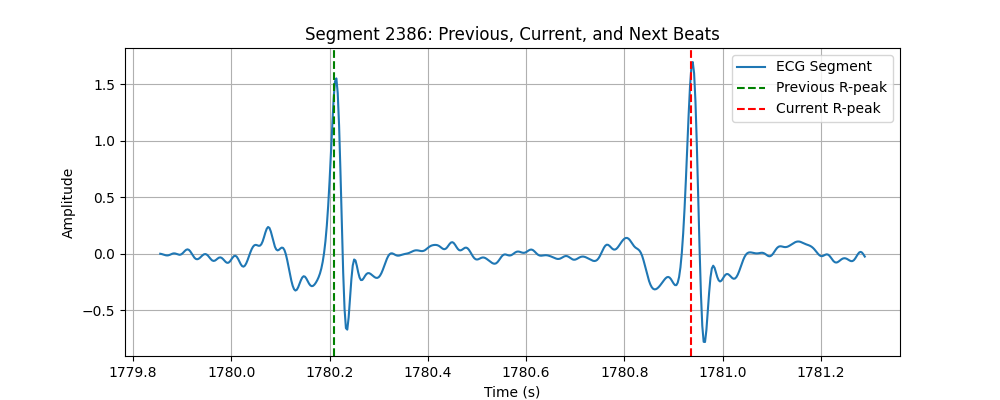 Segment 2386: Previous, Current, and Next Beats
ECG Segment
Previous R-peak
Current R-peak
Amplitude
1.5
1.0
0.5
0.0
−0.5
1779.8 1780.0 1780.2 1780.4 1780.6 1780.8 1781.0 1781.2
Time (s)